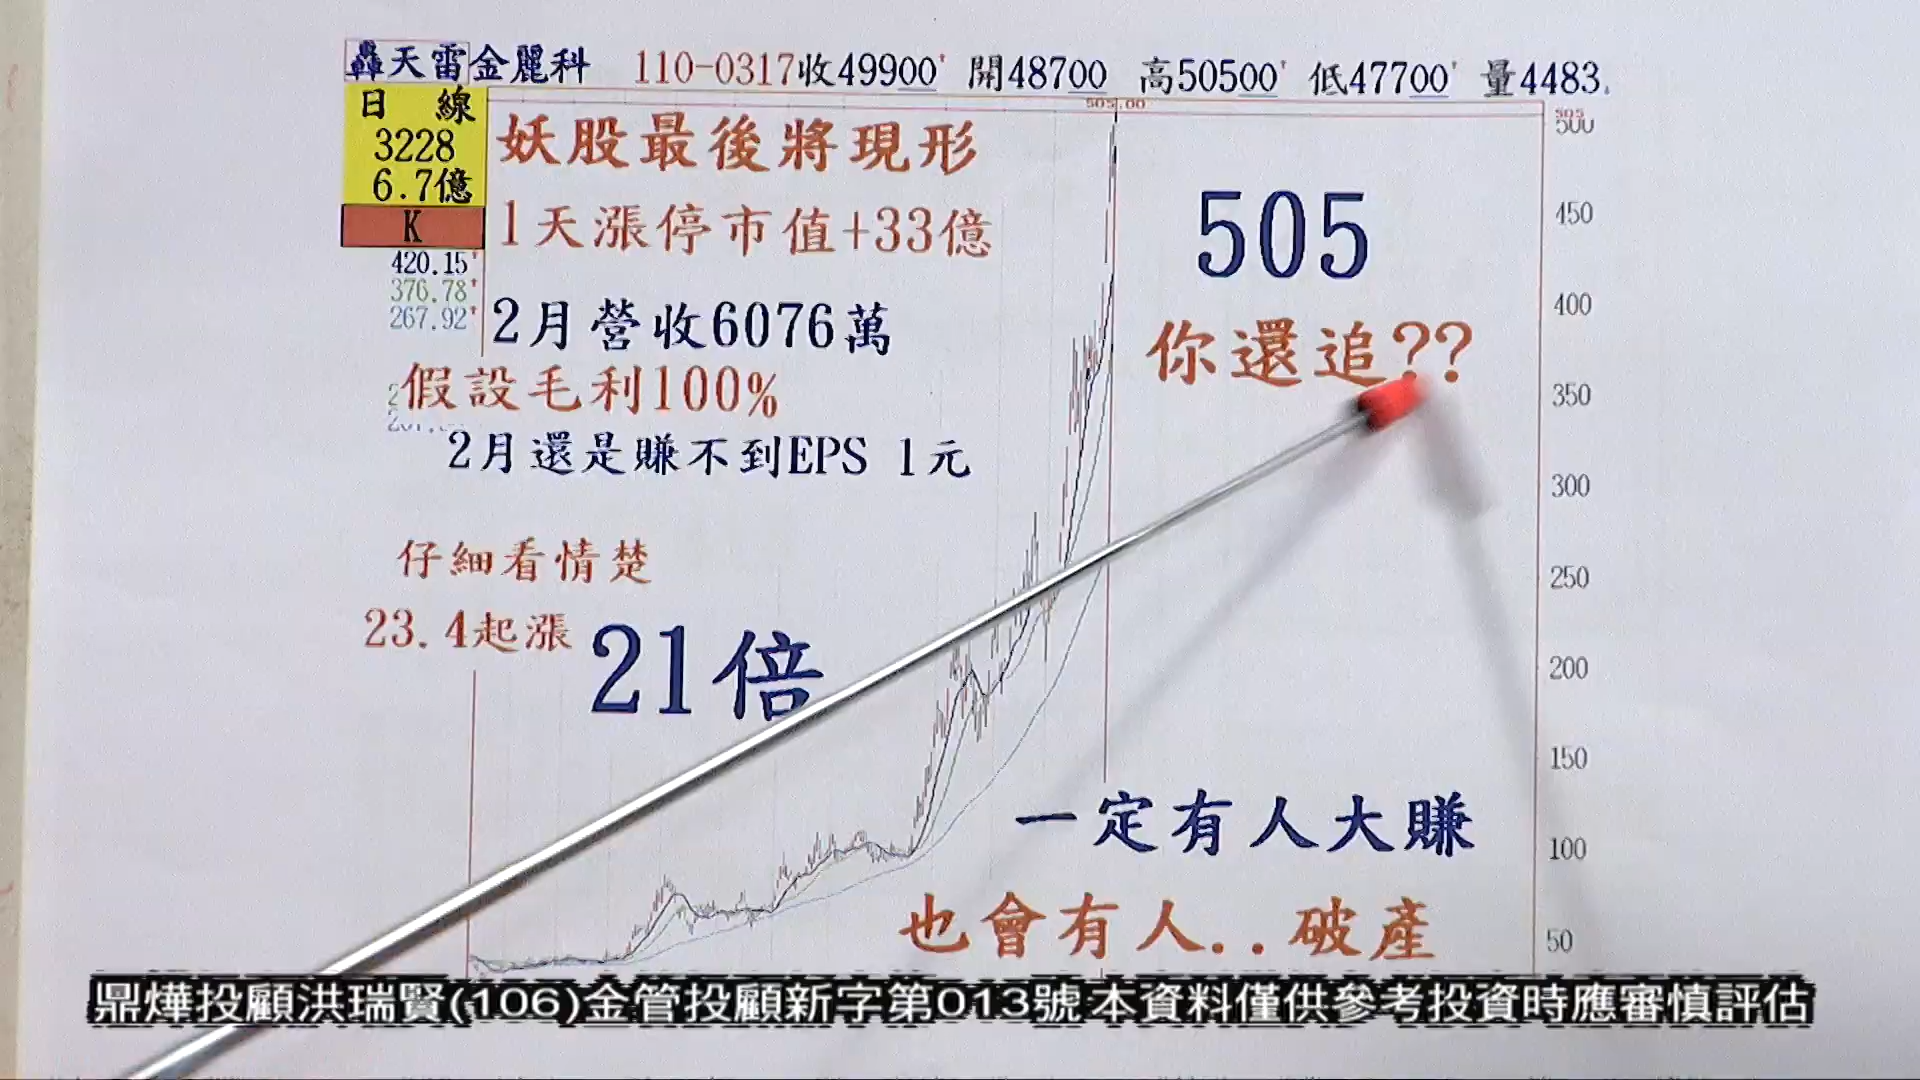 轟天雷金麗科 110-0317收49900 開48700 高50500 低47700 量4483
日 線
3228
6.7億
K
420.15
376.78
267.92
妖股最後將現形
1天漲停市值+33億
2月營收6076萬
假設毛利100%
2月還是賺不到EPS 1元
仔細看情楚
23.4起漲 21倍
505.00
505
你還追??
一定有人大賺
也會有人..破產
505
500
450
400
350
300
250
200
150
100
50
鼎燁投顧洪瑞賢(106)金管投顧新字第013號 本資料僅供參考投資時應審慎評估